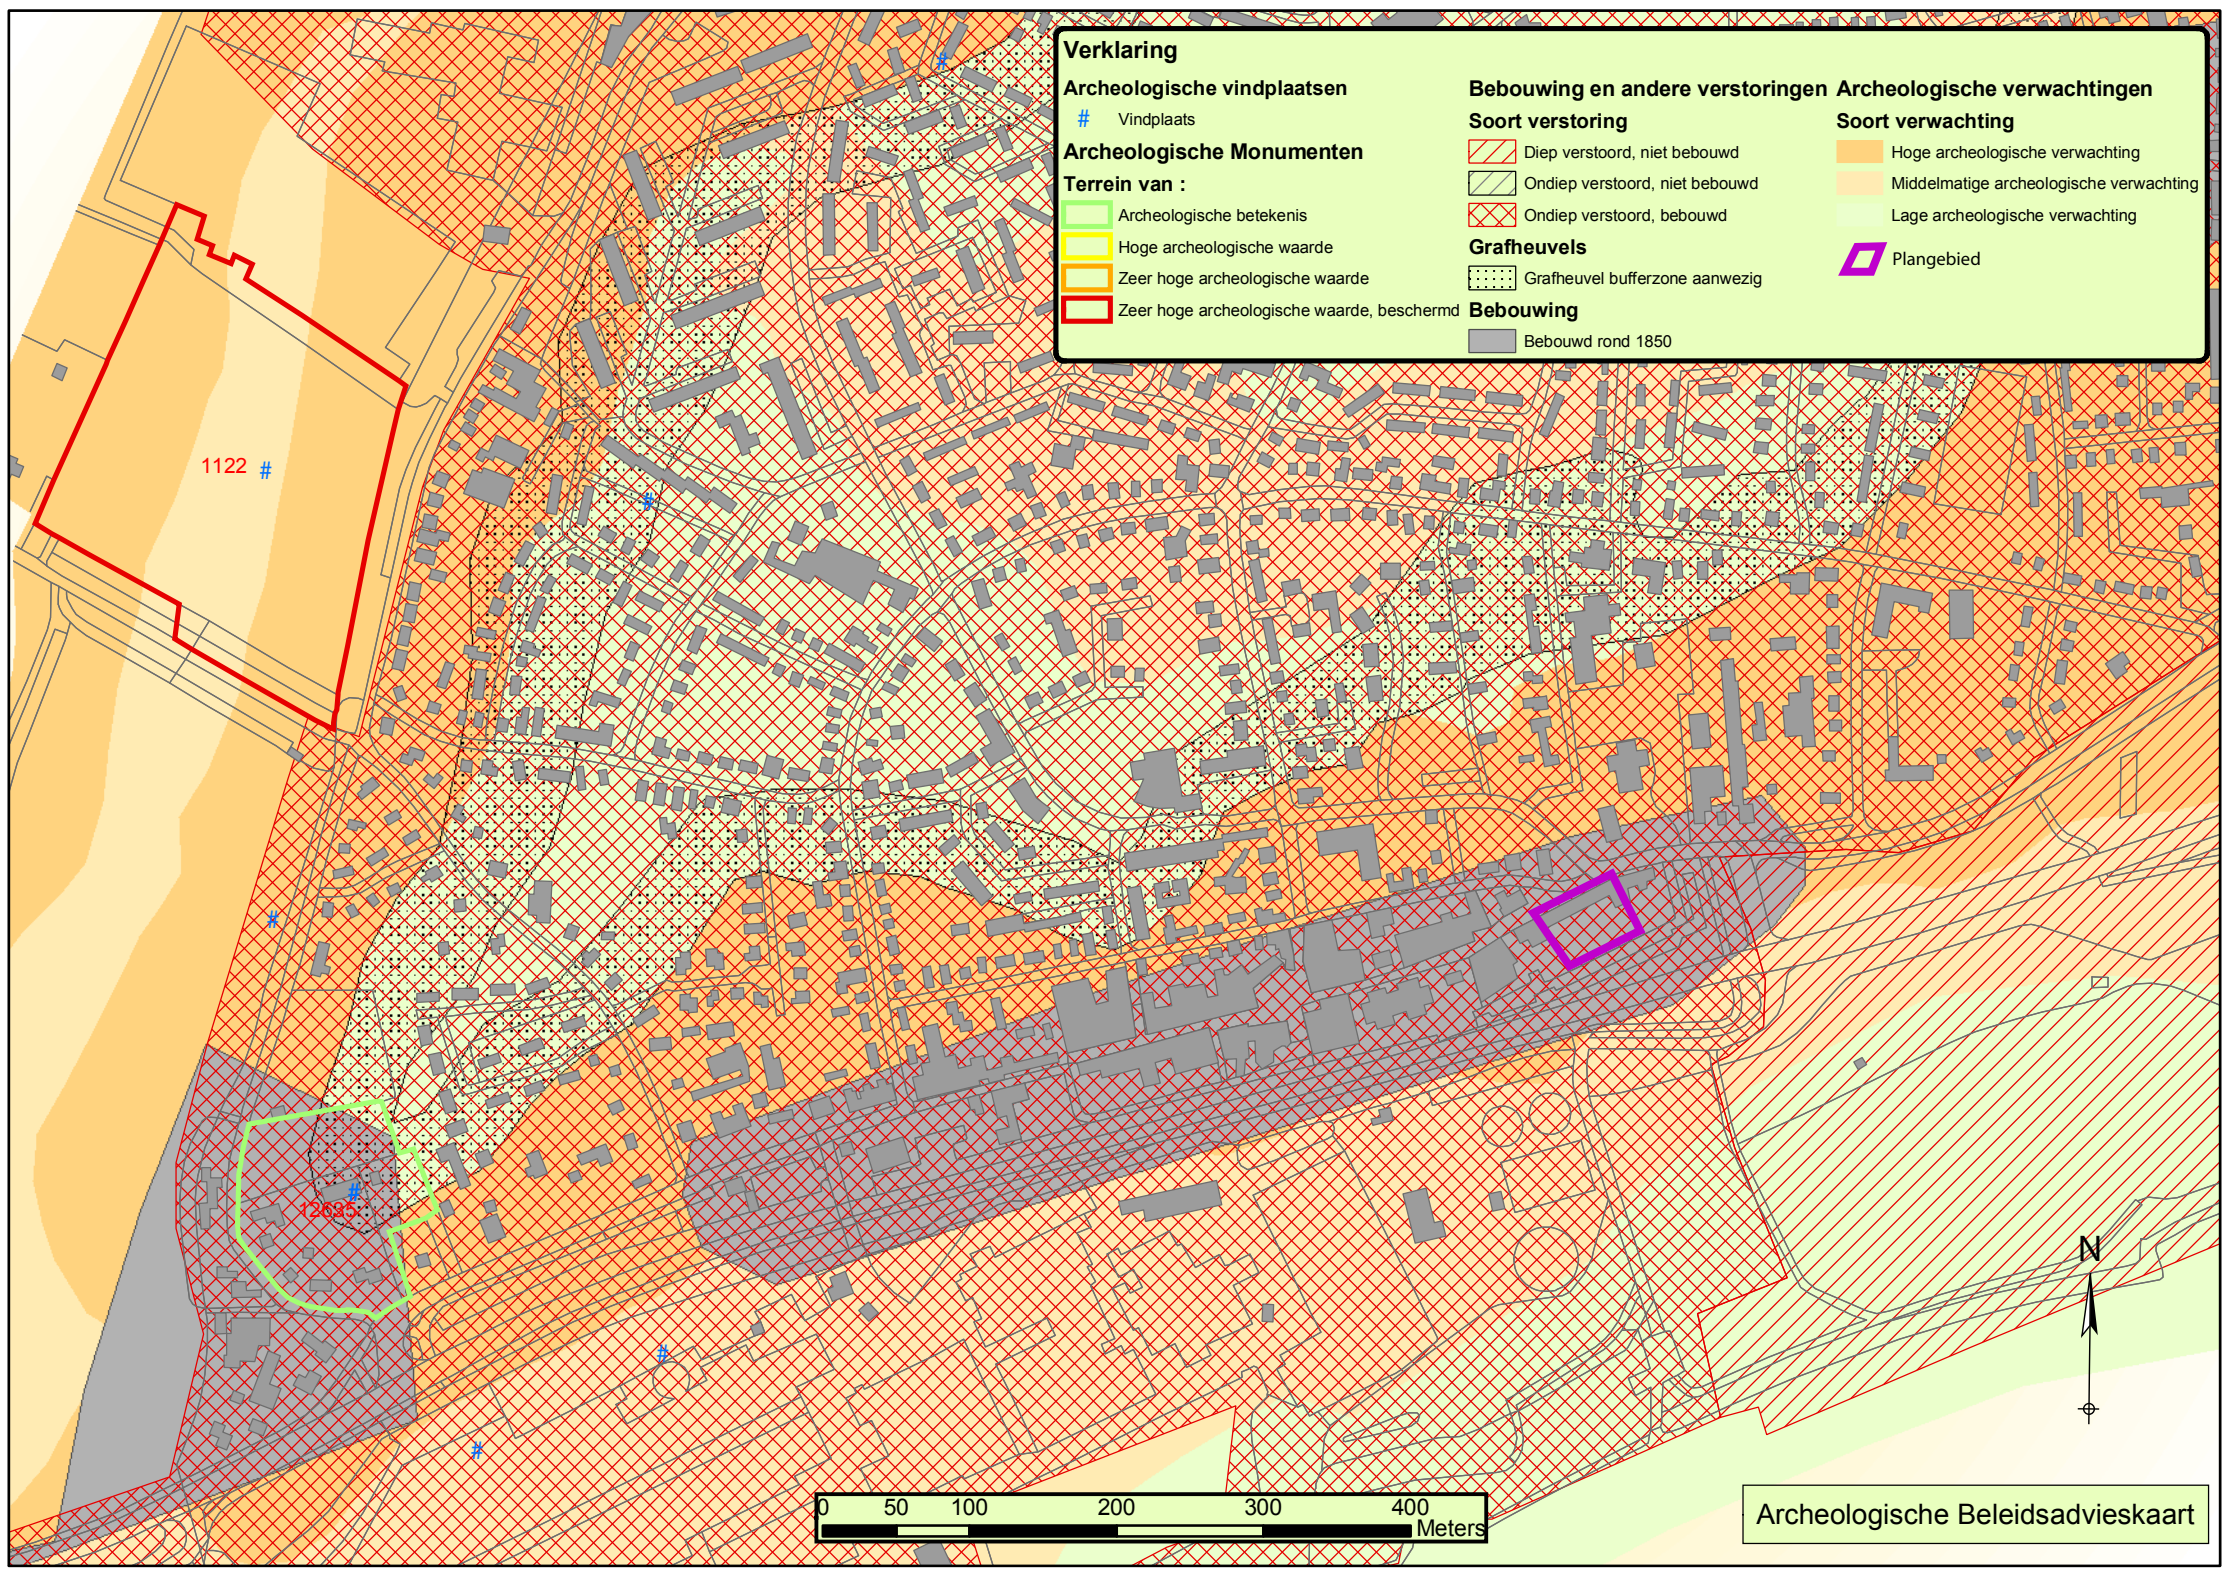 Verklaring
Archeologische vindplaatsen
# Vindplaats
Archeologische Monumenten
Terrein van :
Archeologische betekenis
Hoge archeologische waarde
Zeer hoge archeologische waarde
Zeer hoge archeologische waarde, beschermd
Bebouwing en andere verstoringen
Soort verstoring
Diep verstoord, niet bebouwd
Ondiep verstoord, niet bebouwd
Ondiep verstoord, bebouwd
Grafheuvels
Grafheuvel bufferzone aanwezig
Bebouwing
Bebouwd rond 1850
Archeologische verwachtingen
Soort verwachting
Hoge archeologische verwachting
Middelmatige archeologische verwachting
Lage archeologische verwachting
Plangebied
#
1122 #
#
#
#
12635
#
#
N
0 50 100 200 300 400
Meters
Archeologische Beleidsadvieskaart